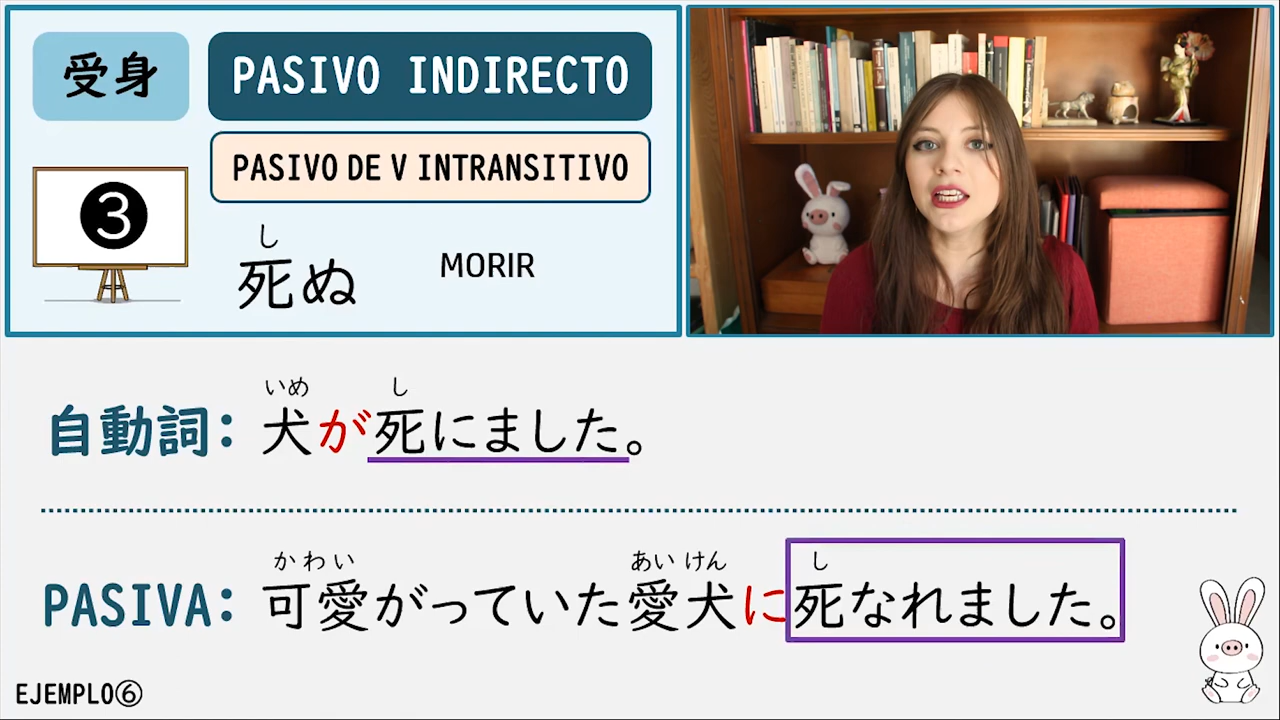 受身
PASIVO INDIRECTO
PASIVO DE V INTRANSITIVO
3
し
死ぬ
MORIR
いめ し
自動詞: 犬が死にました。
かわい あいけん し
PASIVA: 可愛がっていた愛犬に死なれました。
EJEMPLO⑥